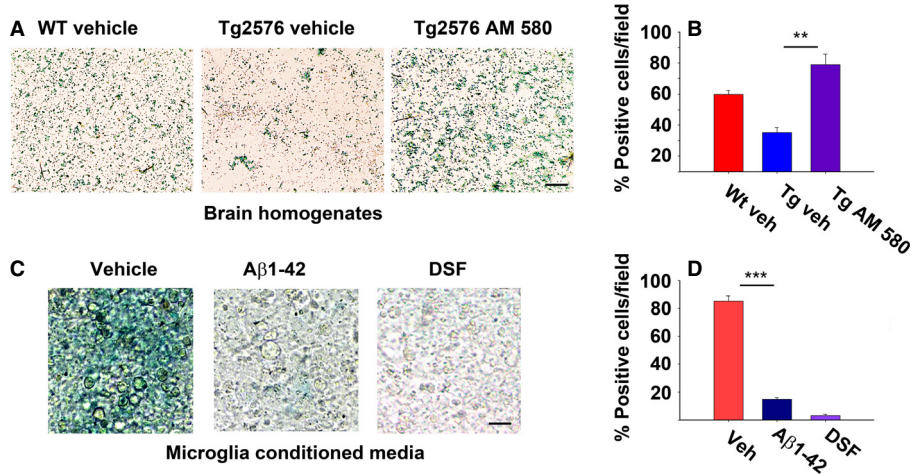 A
WT vehicle
Tg2576 vehicle
Tg2576 AM 580
Brain homogenates
B
% Positive cells/field
100
80
60
40
20
**
Wt veh
Tg veh
Tg AM 580
C
Vehicle
Aβ1-42
DSF
Microglia conditioned media
D
% Positive cells/field
100
80
60
40
20
***
Veh
Aβ1-42
DSF